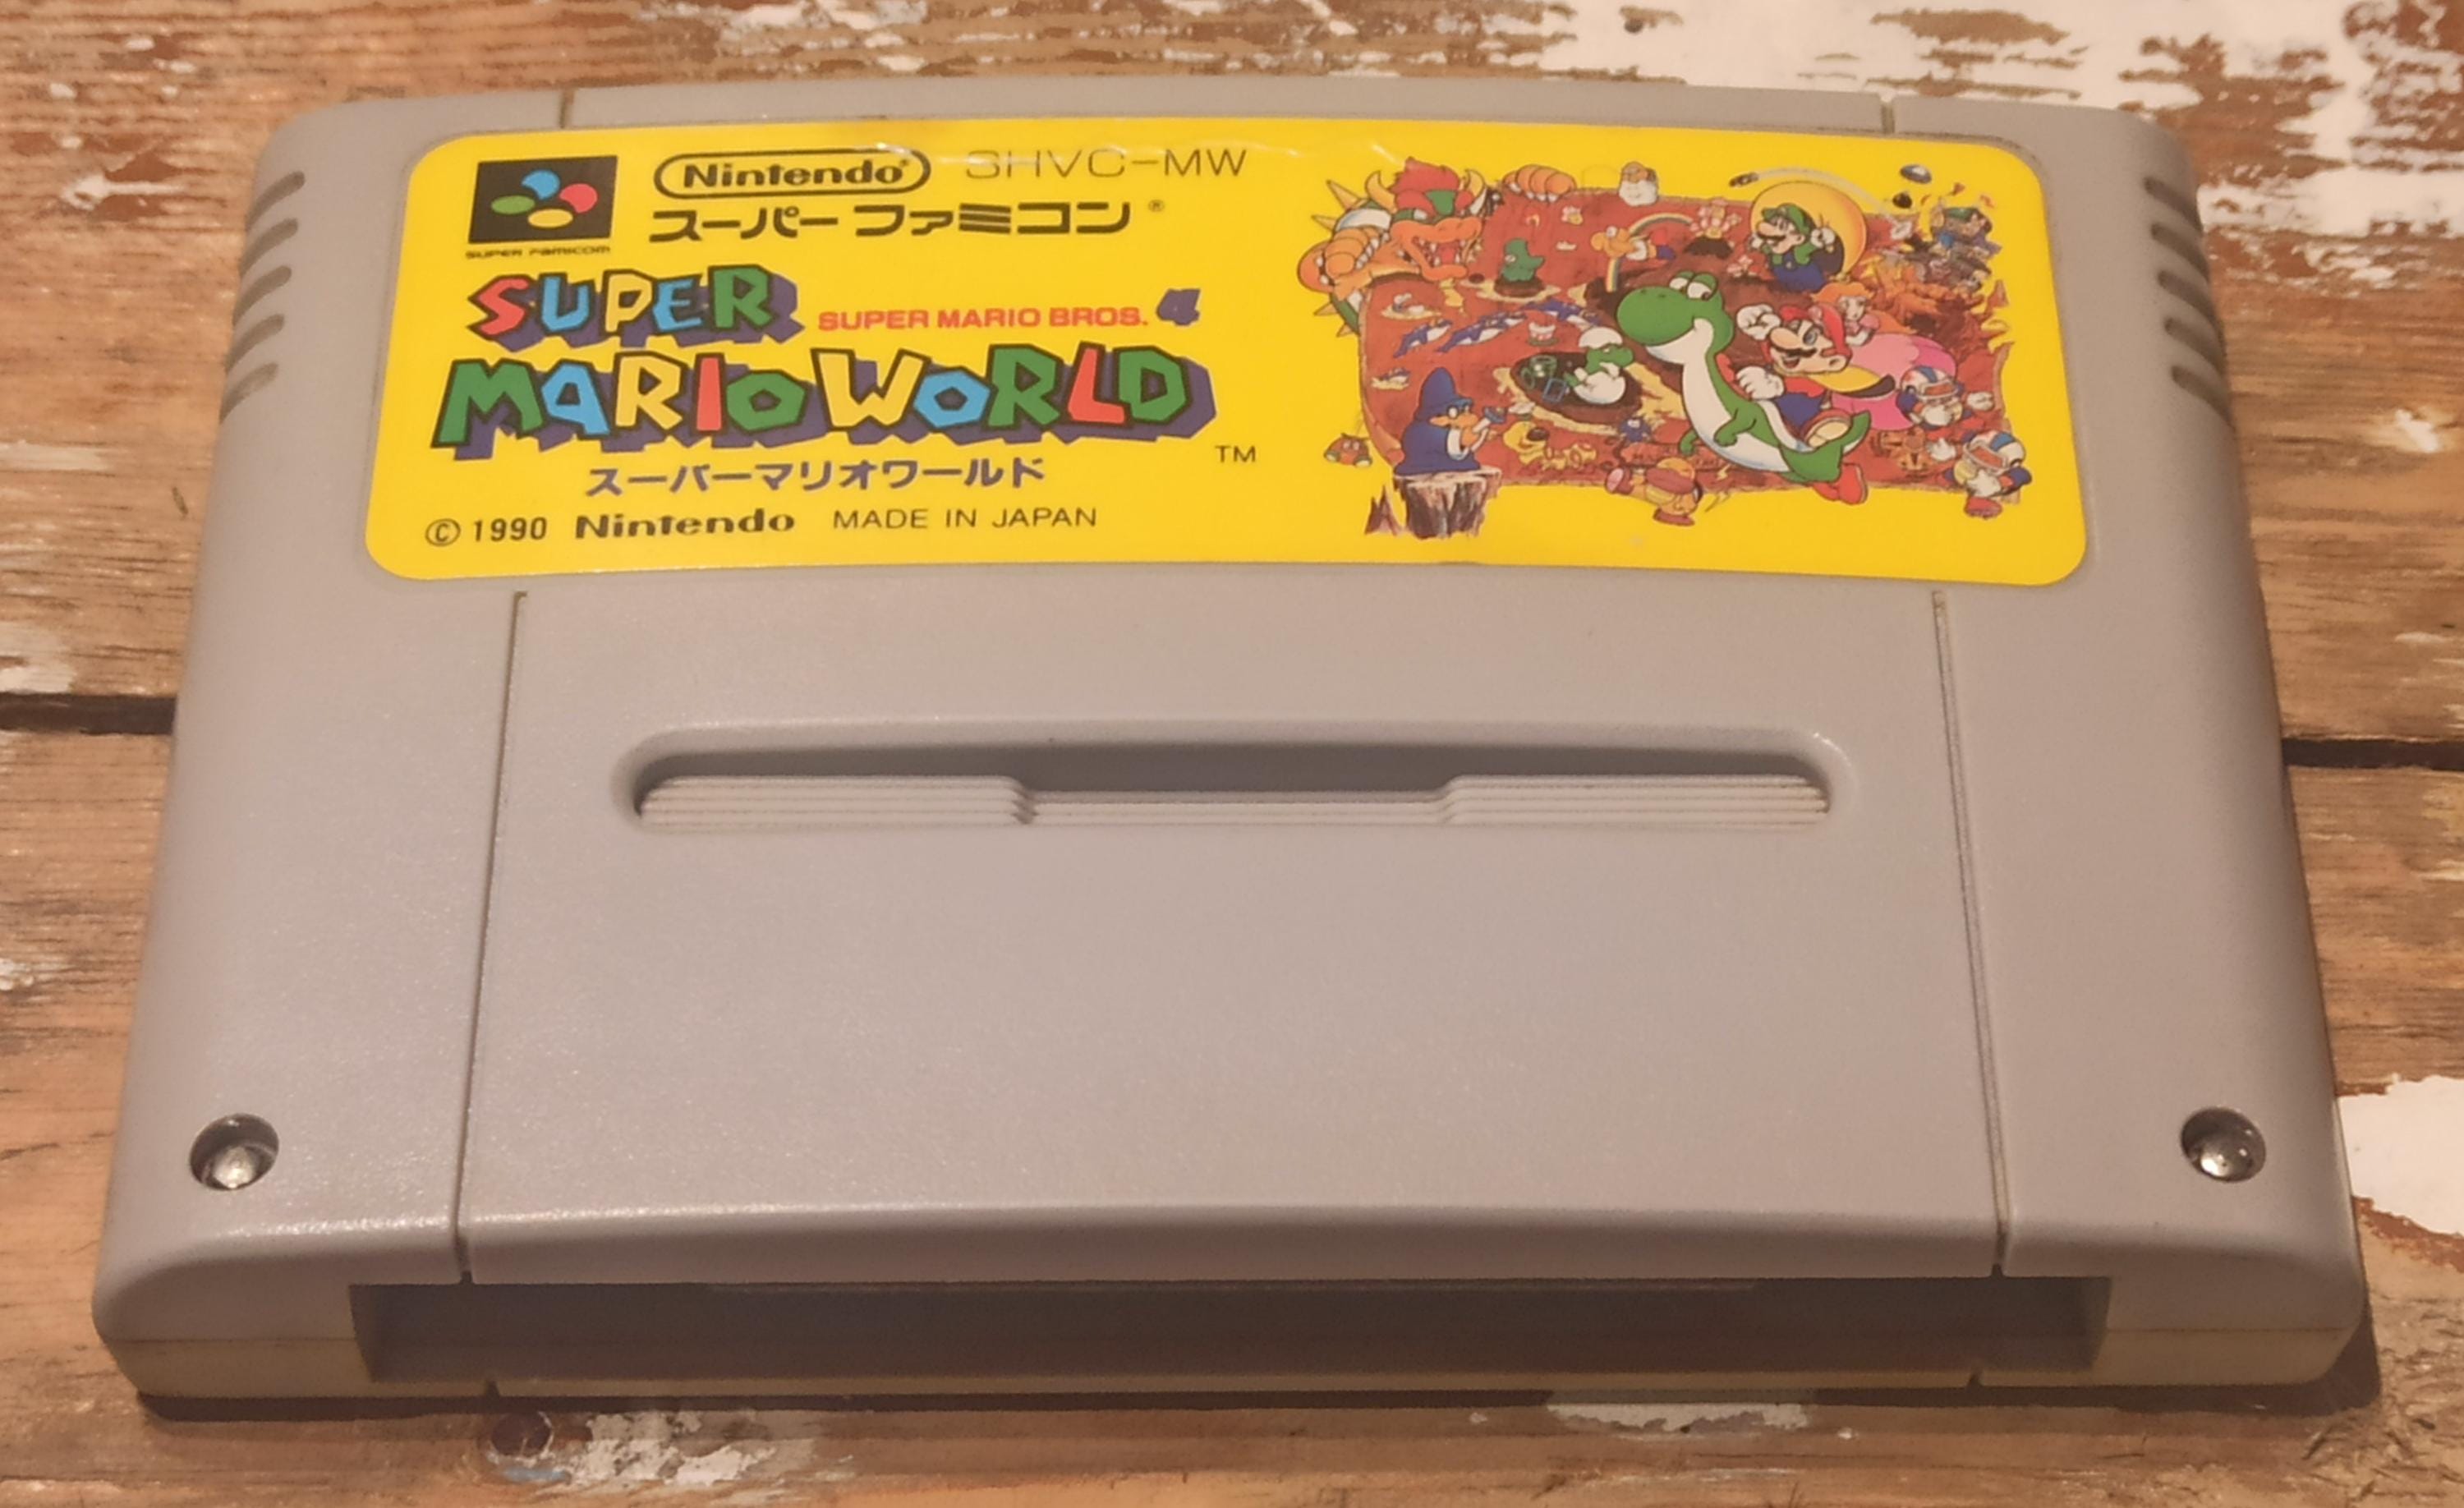 Nintendo® SHVC-MW
スーパーファミコン®
SUPER FAMICOM
SUPER SUPER MARIO BROS. 4
MARIO WORLD TM
スーパーマリオワールド
© 1990 Nintendo MADE IN JAPAN